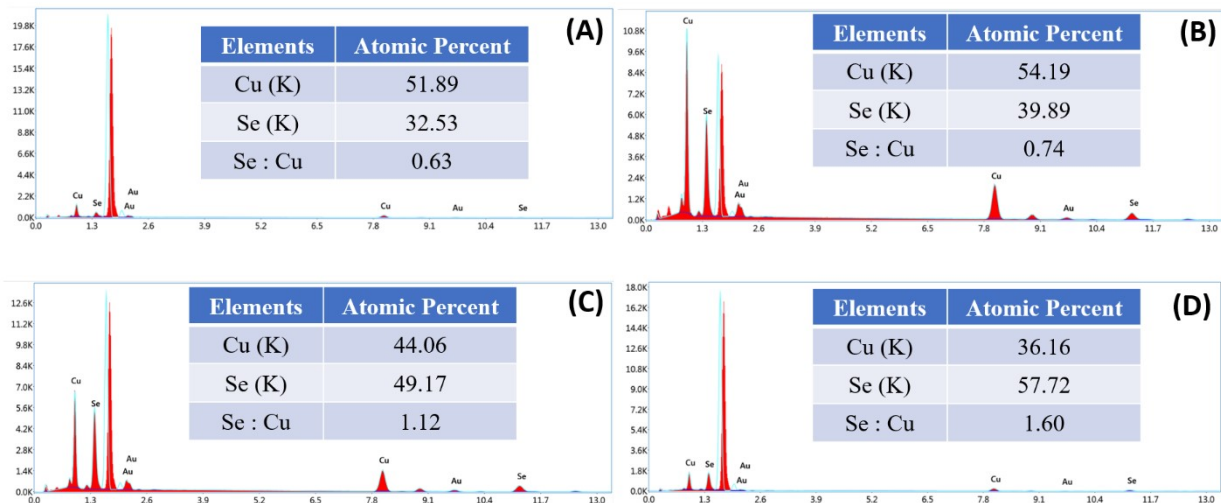 (A)
19.8K
17.6K
15.4K
13.2K
11.0K
8.8K
6.6K
4.4K
2.2K
0.0K
Elements Atomic Percent
Cu (K) 51.89
Se (K) 32.53
Se : Cu 0.63
Cu Se Au Au Cu Au Se
0.0 1.3 2.6 3.9 5.2 6.5 7.8 9.1 10.4 11.7 13.0
(B)
10.8K
9.6K
8.4K
7.2K
6.0K
4.8K
3.6K
2.4K
1.2K
0.0K
Elements Atomic Percent
Cu (K) 54.19
Se (K) 39.89
Se : Cu 0.74
Cu Se Au Au Cu Au Se
0.0 1.3 2.6 3.9 5.2 6.5 7.8 9.1 10.4 11.7 13.0
(C)
12.6K
11.2K
9.8K
8.4K
7.0K
5.6K
4.2K
2.8K
1.4K
0.0K
Elements Atomic Percent
Cu (K) 44.06
Se (K) 49.17
Se : Cu 1.12
Cu Se Au Au Cu Au Se
0.0 1.3 2.6 3.9 5.2 6.5 7.8 9.1 10.4 11.7 13.0
(D)
18.0K
16.2K
14.4K
12.6K
10.8K
9.0K
7.2K
5.4K
3.6K
1.8K
0.0K
Elements Atomic Percent
Cu (K) 36.16
Se (K) 57.72
Se : Cu 1.60
Cu Se Au Au Cu Au Se
0.0 1.3 2.6 3.9 5.2 6.5 7.8 9.1 10.4 11.7 13.0